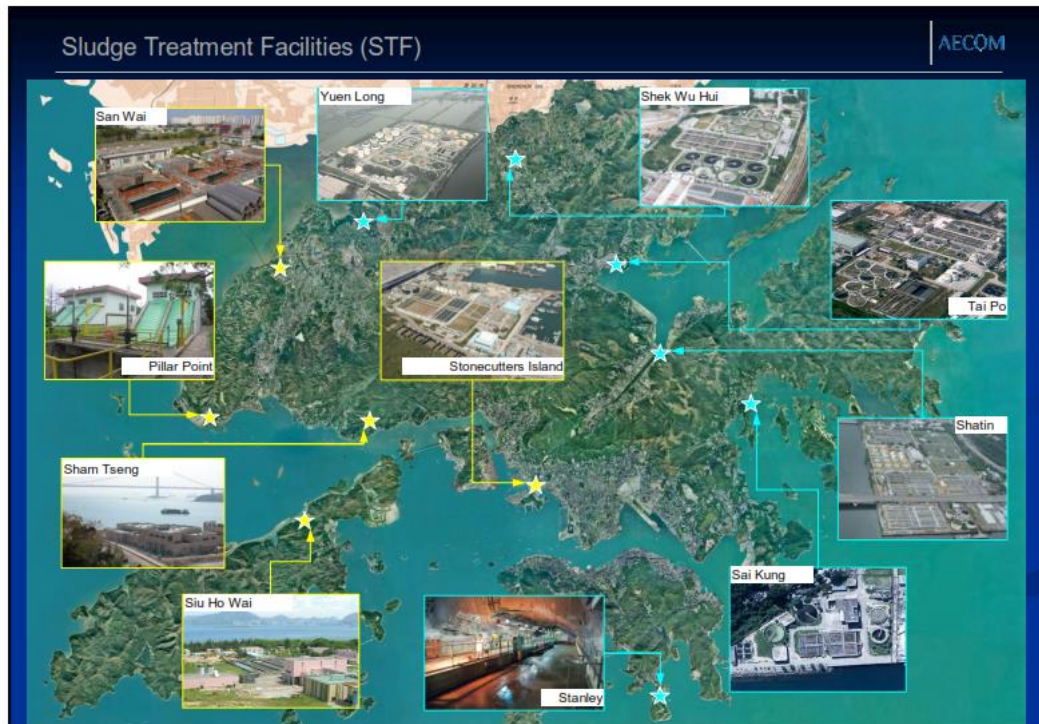 Sludge Treatment Facilities (STF)
AECOM
Yuen Long
Shek Wu Hui
San Wai
Tai Po
Pillar Point
Stonecutters Island
Shatin
Sham Tseng
Sai Kung
Siu Ho Wai
Stanley